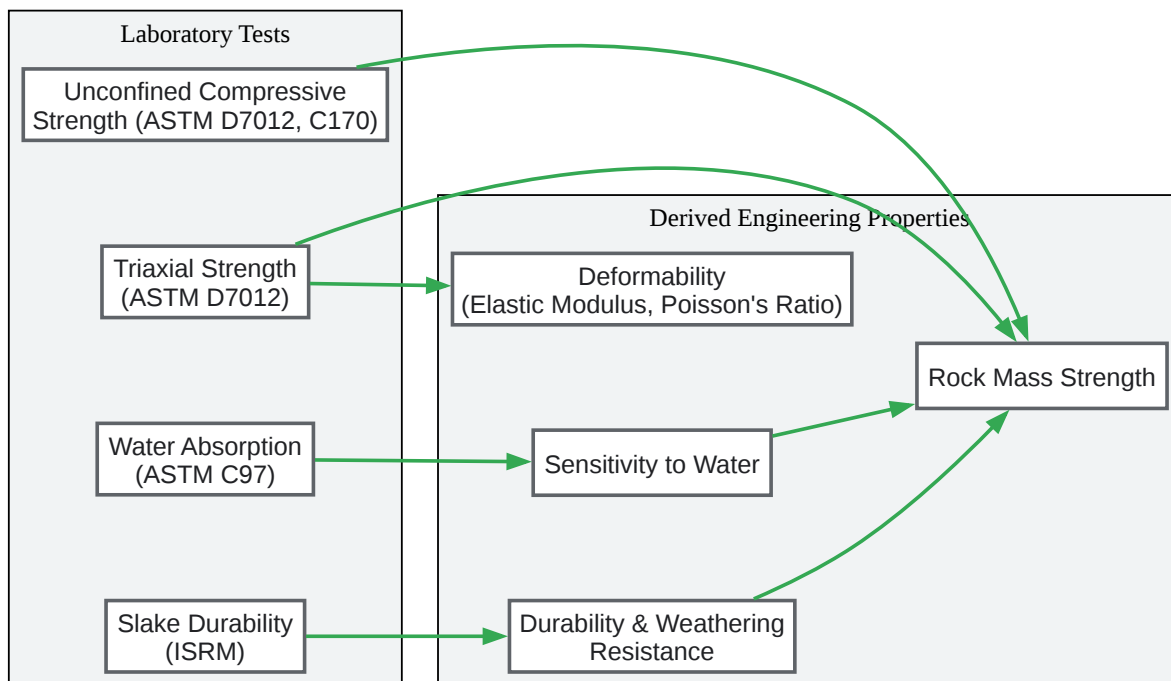 Laboratory Tests
Unconfined Compressive
Strength (ASTM D7012, C170)
Triaxial Strength
(ASTM D7012)
Water Absorption
(ASTM C97)
Slake Durability
(ISRM)
Derived Engineering Properties
Deformability
(Elastic Modulus, Poisson's Ratio)
Rock Mass Strength
Sensitivity to Water
Durability & Weathering
Resistance